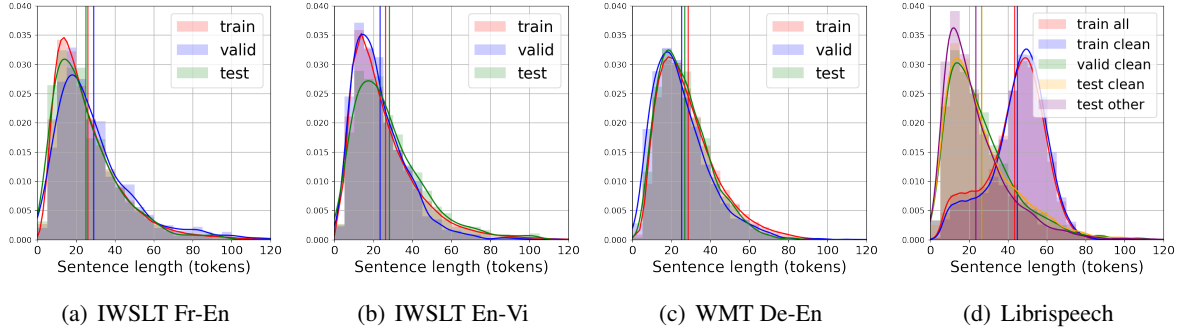 0.040
0.035
0.030
0.025
0.020
0.015
0.010
0.005
0.000
0 20 40 60 80 100 120
Sentence length (tokens)
train
valid
test
(a) IWSLT Fr-En
0.040
0.035
0.030
0.025
0.020
0.015
0.010
0.005
0.000
0 20 40 60 80 100 120
Sentence length (tokens)
train
valid
test
(b) IWSLT En-Vi
0.040
0.035
0.030
0.025
0.020
0.015
0.010
0.005
0.000
0 20 40 60 80 100 120
Sentence length (tokens)
train
valid
test
(c) WMT De-En
0.040
0.035
0.030
0.025
0.020
0.015
0.010
0.005
0.000
0 20 40 60 80 100 120
Sentence length (tokens)
train all
train clean
valid clean
test clean
test other
(d) Librispeech